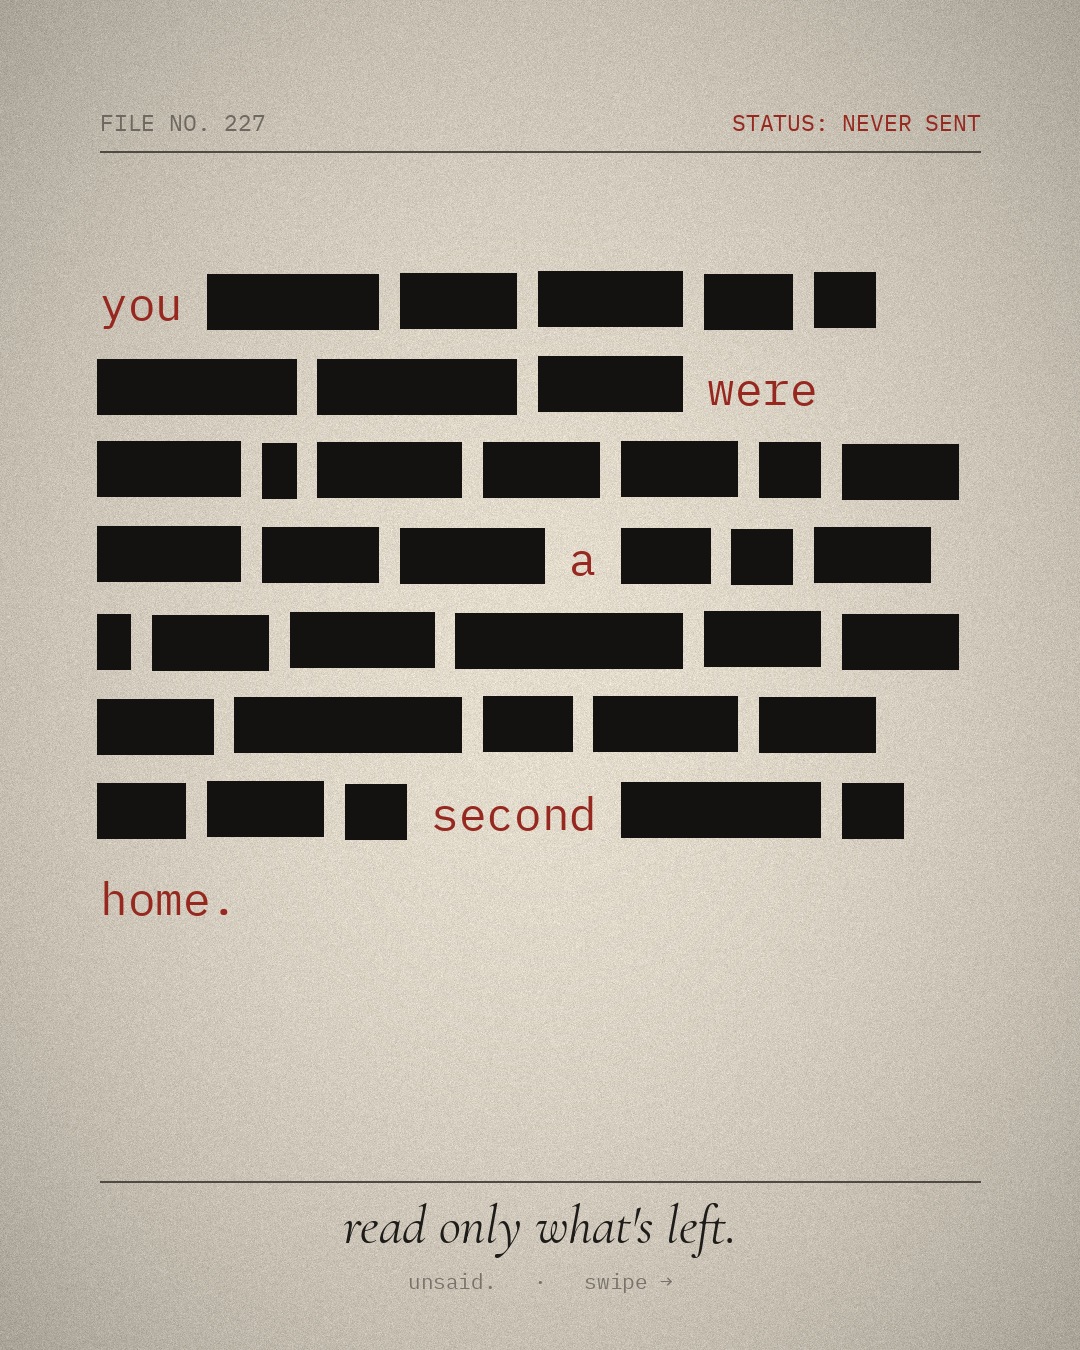 FILE NO. 227 STATUS: NEVER SENT
you
were
a
second
home.
read only what's left.
unsaid. · swipe →